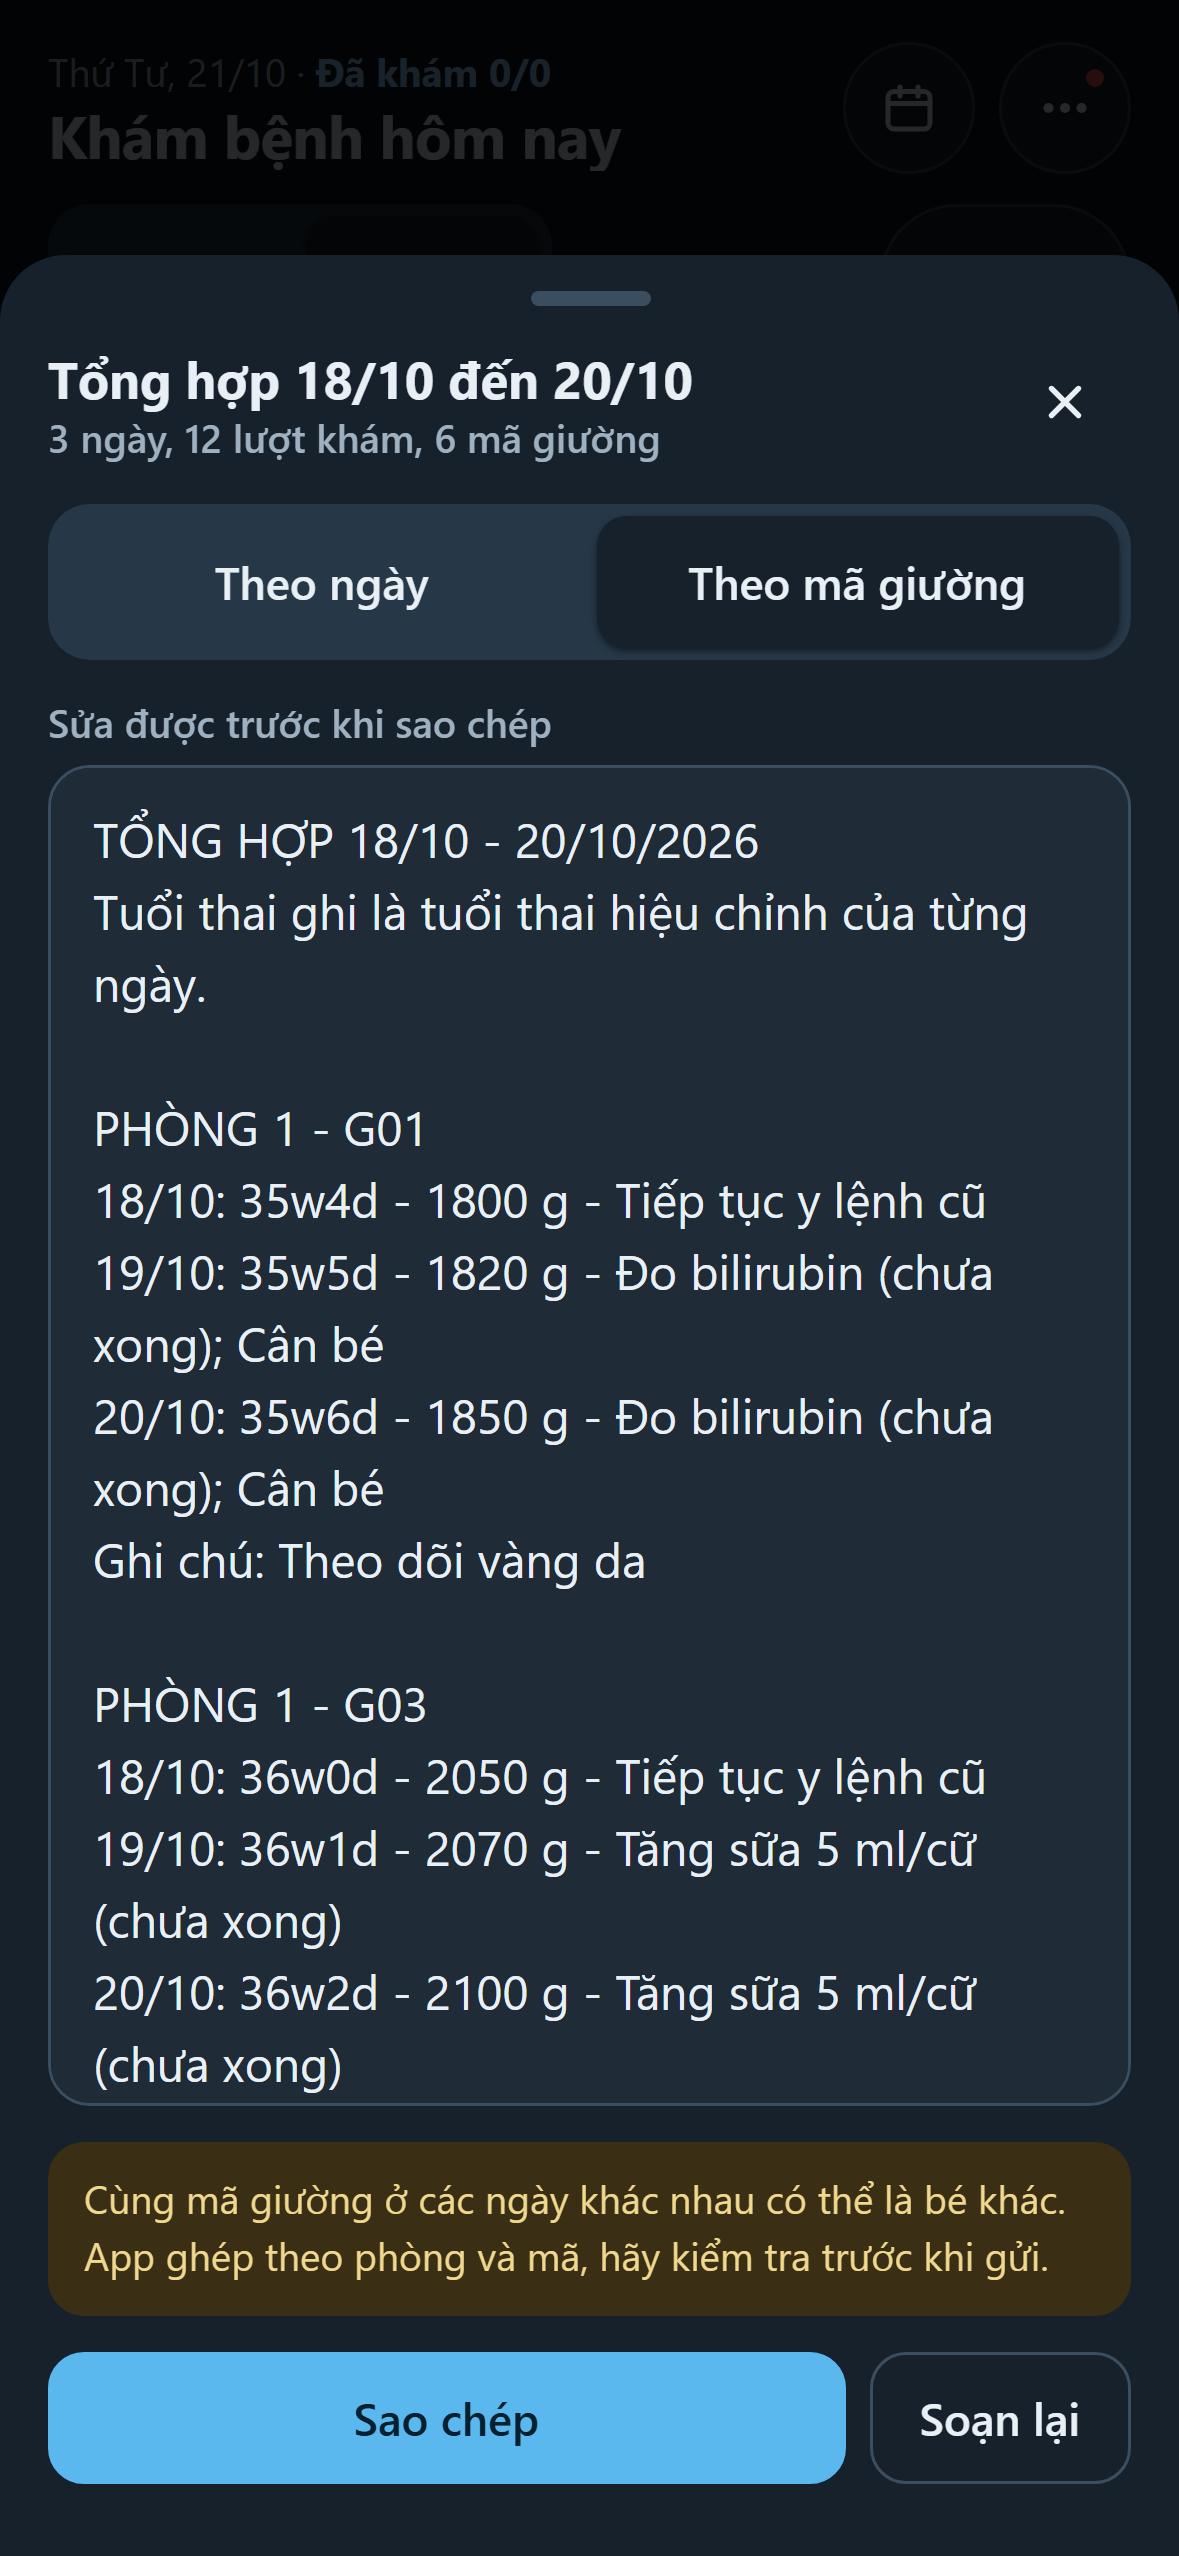 Thứ Tư, 21/10 · Đã khám 0/0
Khám bệnh hôm nay
Tổng hợp 18/10 đến 20/10
3 ngày, 12 lượt khám, 6 mã giường
Theo ngày
Theo mã giường
Sửa được trước khi sao chép
TỔNG HỢP 18/10 - 20/10/2026
Tuổi thai ghi là tuổi thai hiệu chỉnh của từng
ngày.
PHÒNG 1 - G01
18/10: 35w4d - 1800 g - Tiếp tục y lệnh cũ
19/10: 35w5d - 1820 g - Đo bilirubin (chưa
xong); Cân bé
20/10: 35w6d - 1850 g - Đo bilirubin (chưa
xong); Cân bé
Ghi chú: Theo dõi vàng da
PHÒNG 1 - G03
18/10: 36w0d - 2050 g - Tiếp tục y lệnh cũ
19/10: 36w1d - 2070 g - Tăng sữa 5 ml/cữ
(chưa xong)
20/10: 36w2d - 2100 g - Tăng sữa 5 ml/cữ
(chưa xong)
Cùng mã giường ở các ngày khác nhau có thể là bé khác.
App ghép theo phòng và mã, hãy kiểm tra trước khi gửi.
Sao chép
Soạn lại